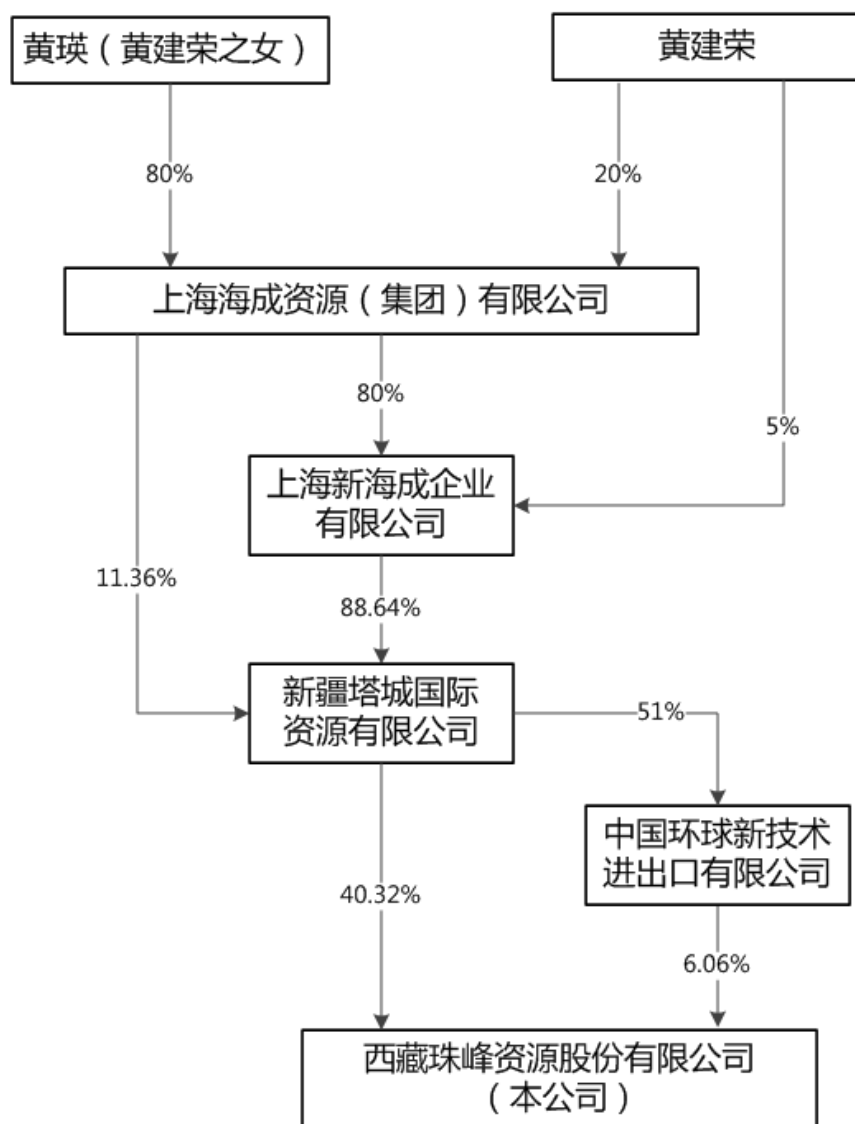 黄瑛（黄建荣之女）
黄建荣
80%
20%
上海海成资源（集团）有限公司
80%
5%
上海新海成企业
有限公司
11.36%
88.64%
新疆塔城国际
资源有限公司
51%
中国环球新技术
进出口有限公司
40.32%
6.06%
西藏珠峰资源股份有限公司
（本公司）